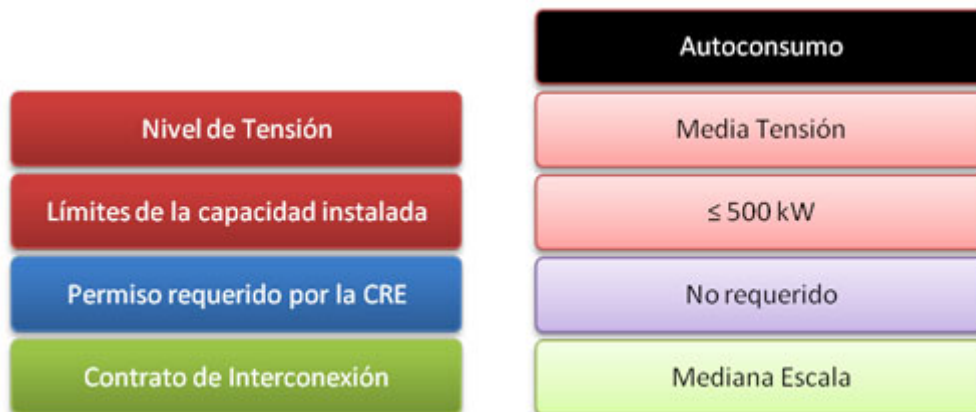 Autoconsumo
Nivel de Tensión
Media Tensión
Límites de la capacidad instalada
≤ 500 kW
Permiso requerido por la CRE
No requerido
Contrato de Interconexión
Mediana Escala